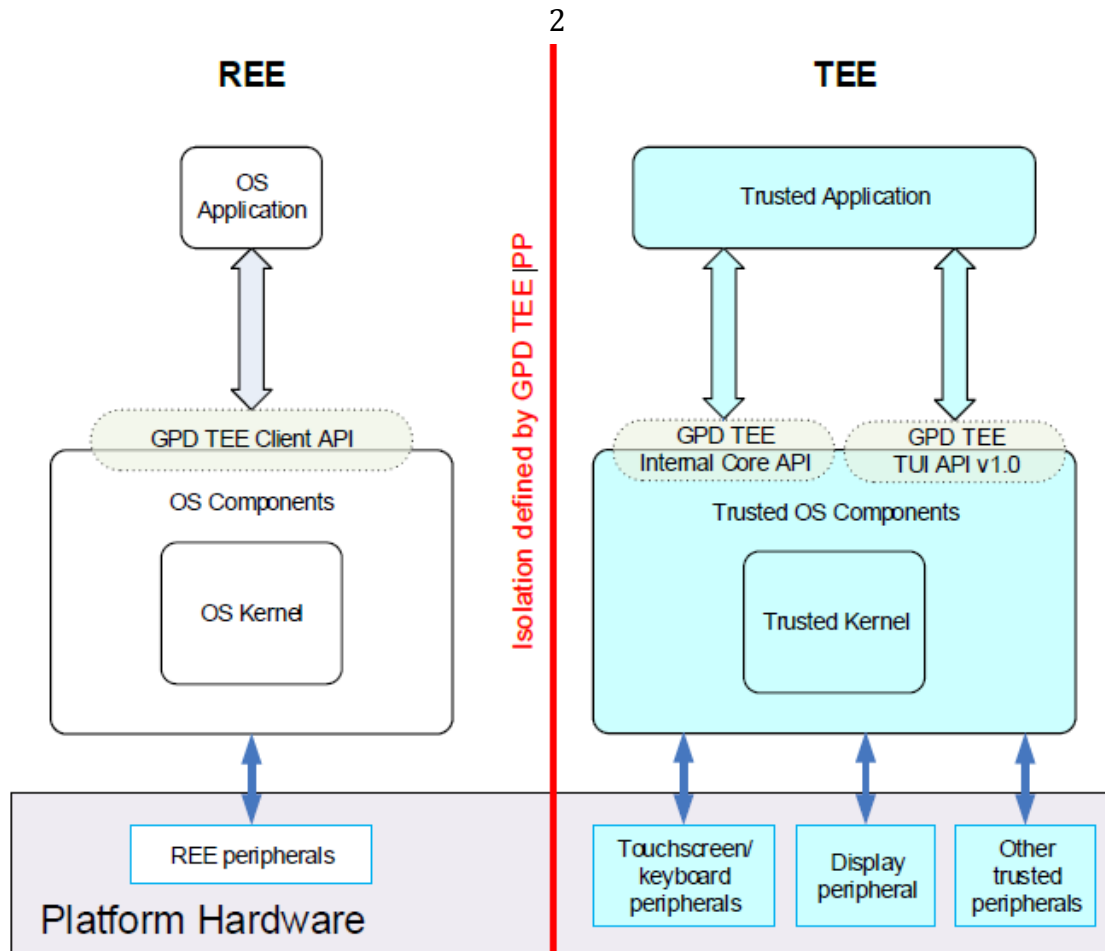 2
REE
TEE
OS
Application
Trusted Application
Isolation defined by GPD TEE |PP
GPD TEE Client API
GPD TEE
Internal Core API
GPD TEE
TUI API v1.0
OS Components
Trusted OS Components
OS Kernel
Trusted Kernel
REE peripherals
Touchscreen/
keyboard
peripherals
Display
peripheral
Other
trusted
peripherals
Platform Hardware